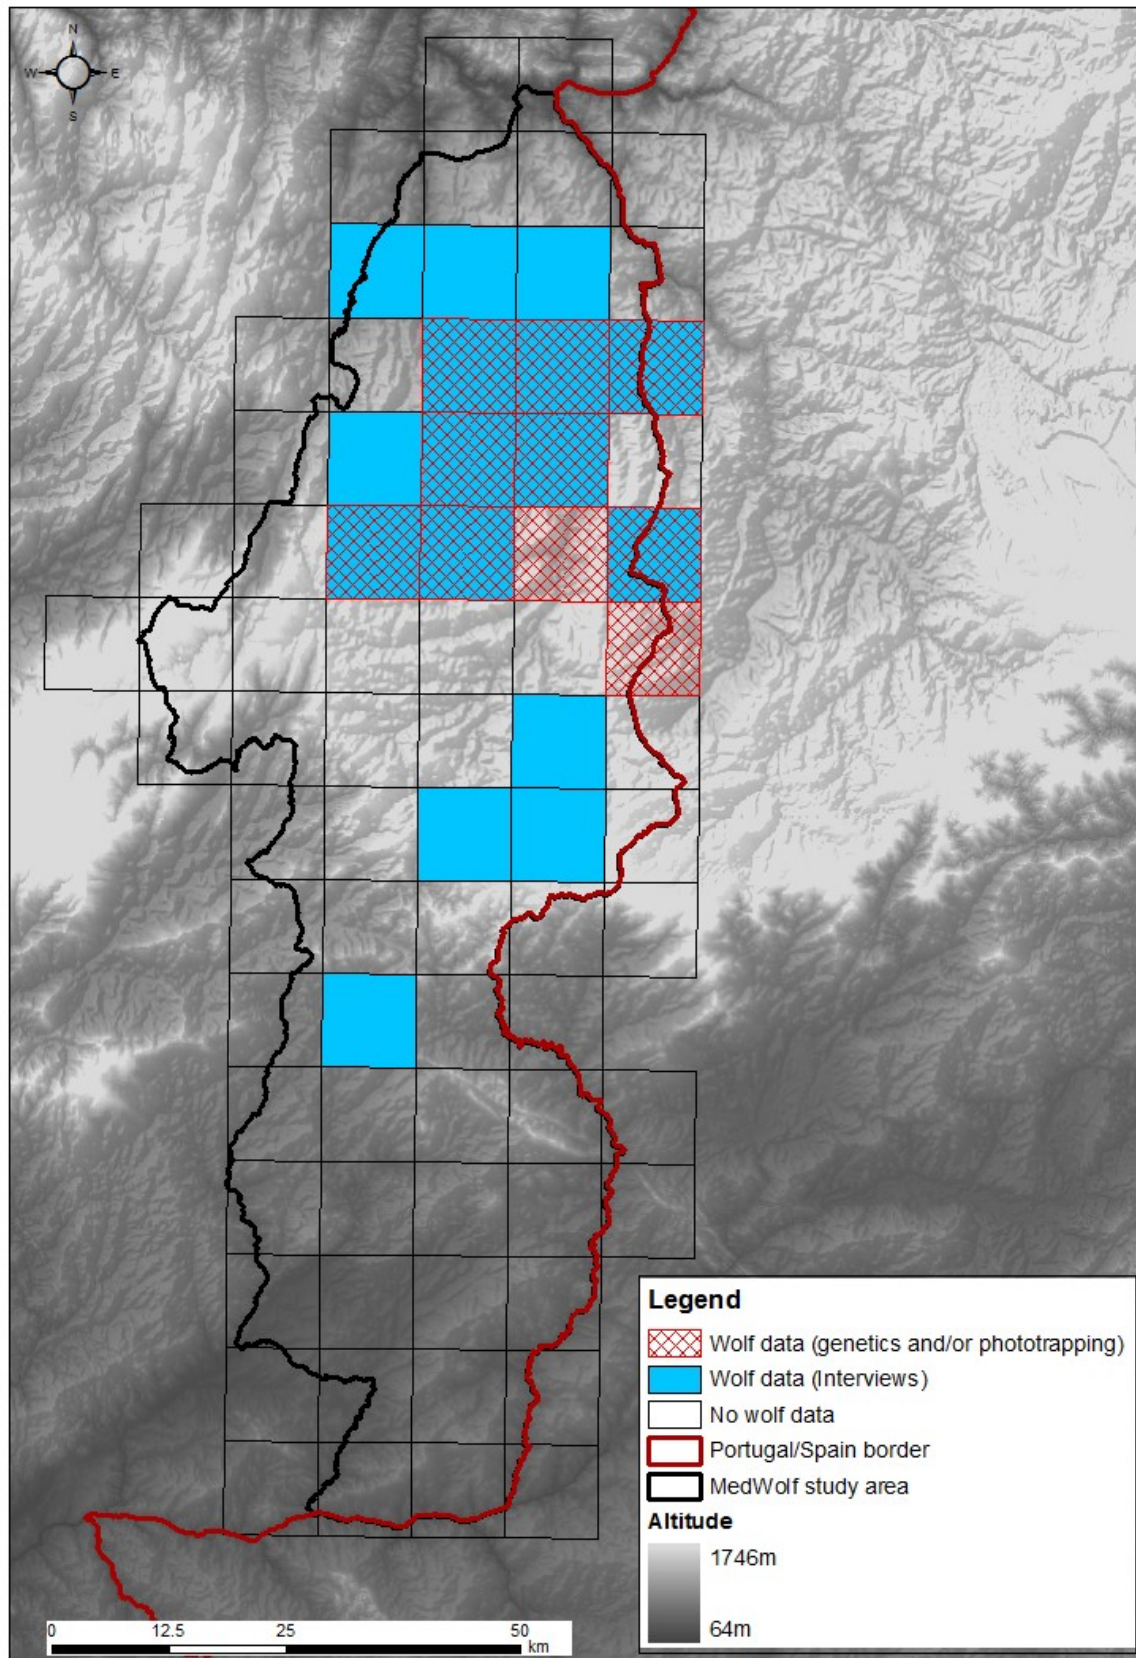 N
W E
S
Legend
Wolf data (genetics and/or phototrapping)
Wolf data (Interviews)
No wolf data
Portugal/Spain border
MedWolf study area
Altitude
1746m
64m
0 12.5 25 50
km